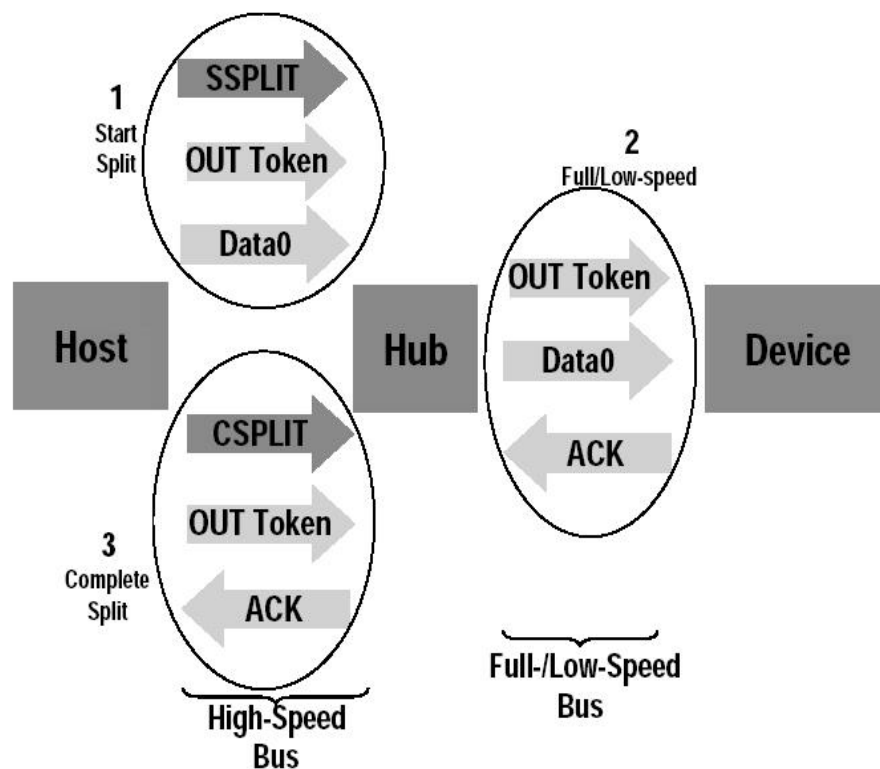 1
Start
Split
SSPLIT
OUT Token
Data0
2
Full/Low-speed
OUT Token
Data0
ACK
Host
Hub
Device
3
Complete
Split
CSPLIT
OUT Token
ACK
High-Speed
Bus
Full-/Low-Speed
Bus